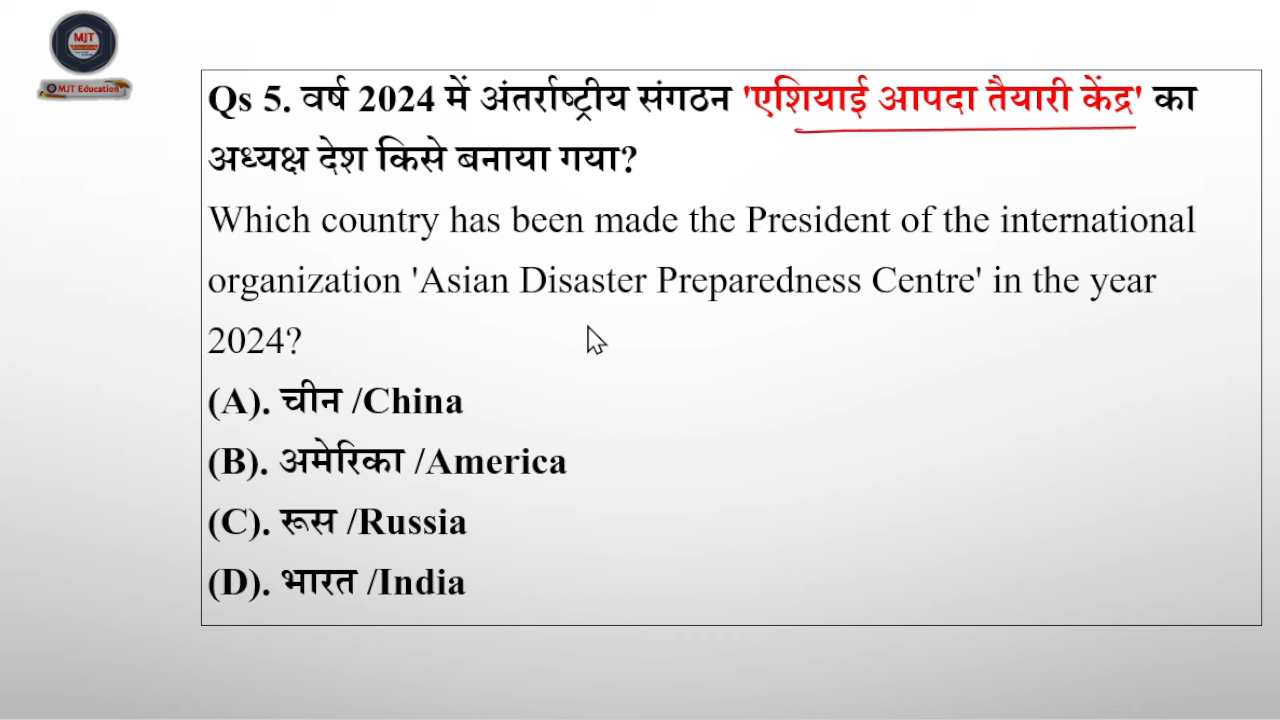 MJT
MJT Education
Qs 5. वर्ष 2024 में अंतर्राष्ट्रीय संगठन 'एशियाई आपदा तैयारी केंद्र' का
अध्यक्ष देश किसे बनाया गया?
Which country has been made the President of the international
organization 'Asian Disaster Preparedness Centre' in the year
2024?
(A). चीन /China
(B). अमेरिका /America
(C). रूस /Russia
(D). भारत /India